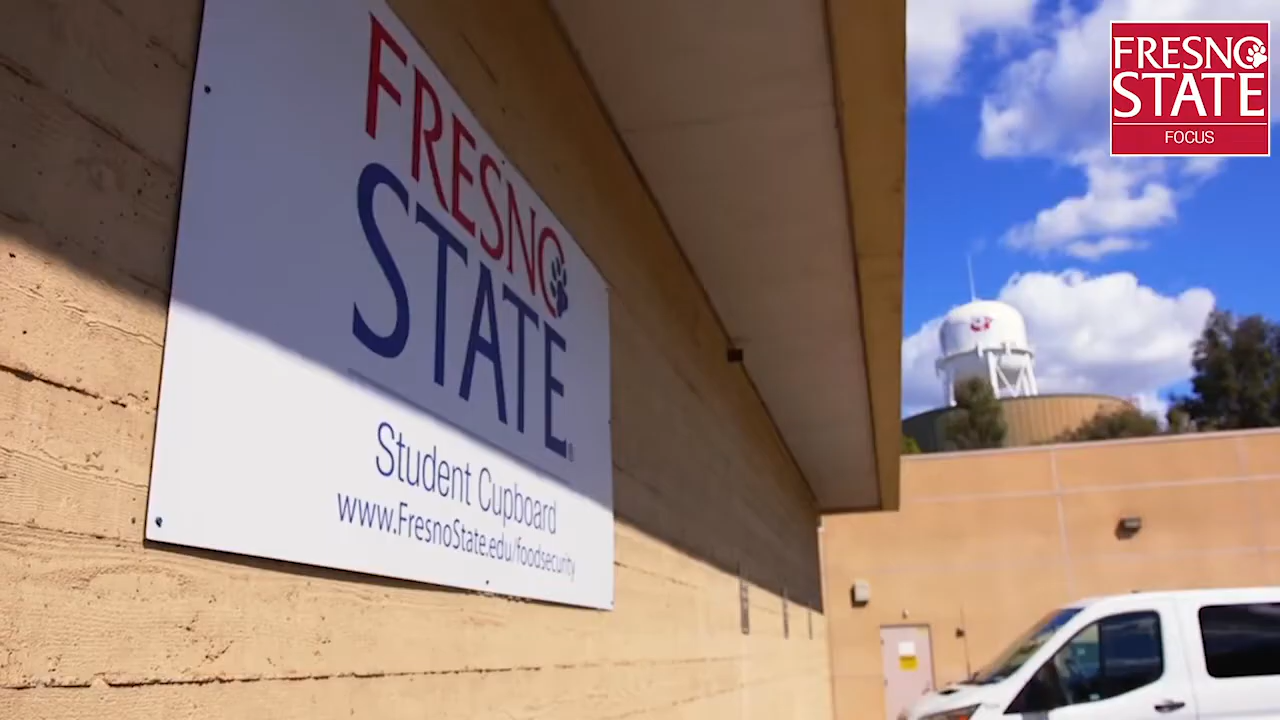 FRESNO
STATE
Student Cupboard
www.FresnoState.edu/foodsecurity
FRESNO
STATE
FOCUS